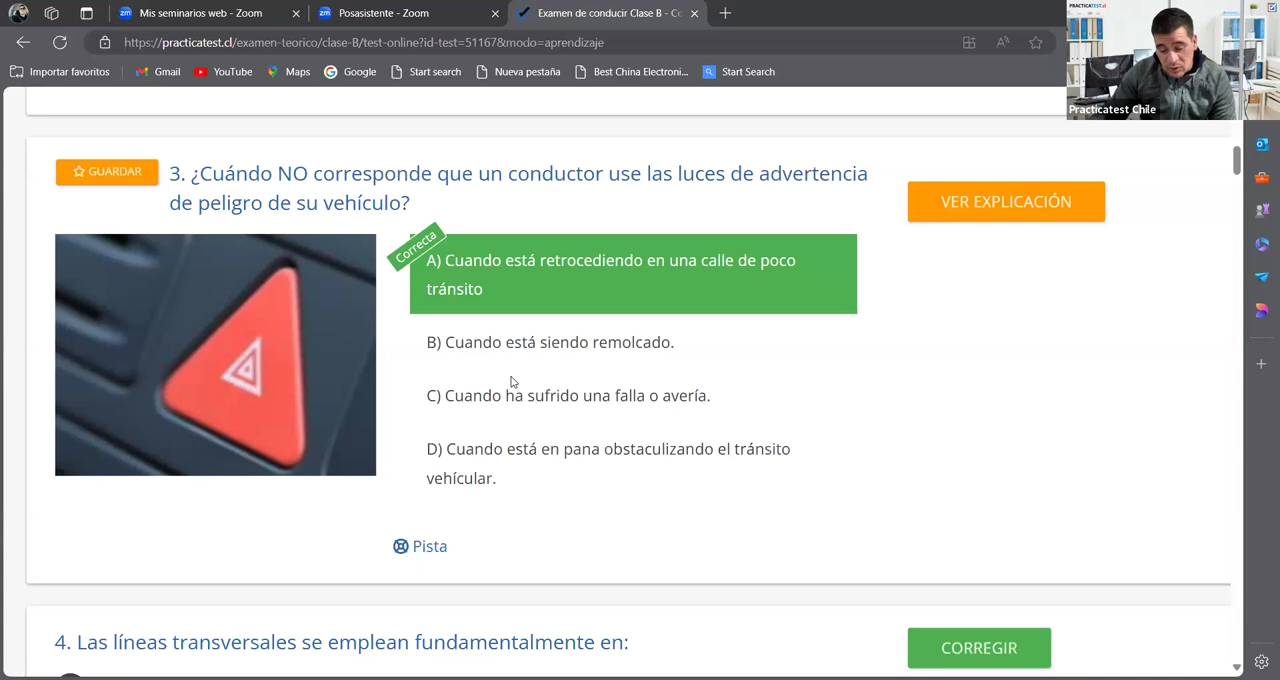 Mis seminarios web - Zoom
Posasistente - Zoom
Examen de conducir Clase B - Co
https://practicatest.cl/examen-teorico/clase-B/test-online?id-test=51167&modo=aprendizaje
Importar favoritos
Gmail
YouTube
Maps
Google
Start search
Nueva pestaña
Best China Electroni...
Start Search
PRACTICATEST.cl
Practicatest Chile
GUARDAR
3. ¿Cuándo NO corresponde que un conductor use las luces de advertencia
de peligro de su vehículo?
VER EXPLICACIÓN
Correcta
A) Cuando está retrocediendo en una calle de poco
tránsito
B) Cuando está siendo remolcado.
C) Cuando ha sufrido una falla o avería.
D) Cuando está en pana obstaculizando el tránsito
vehícular.
Pista
4. Las líneas transversales se emplean fundamentalmente en:
CORREGIR